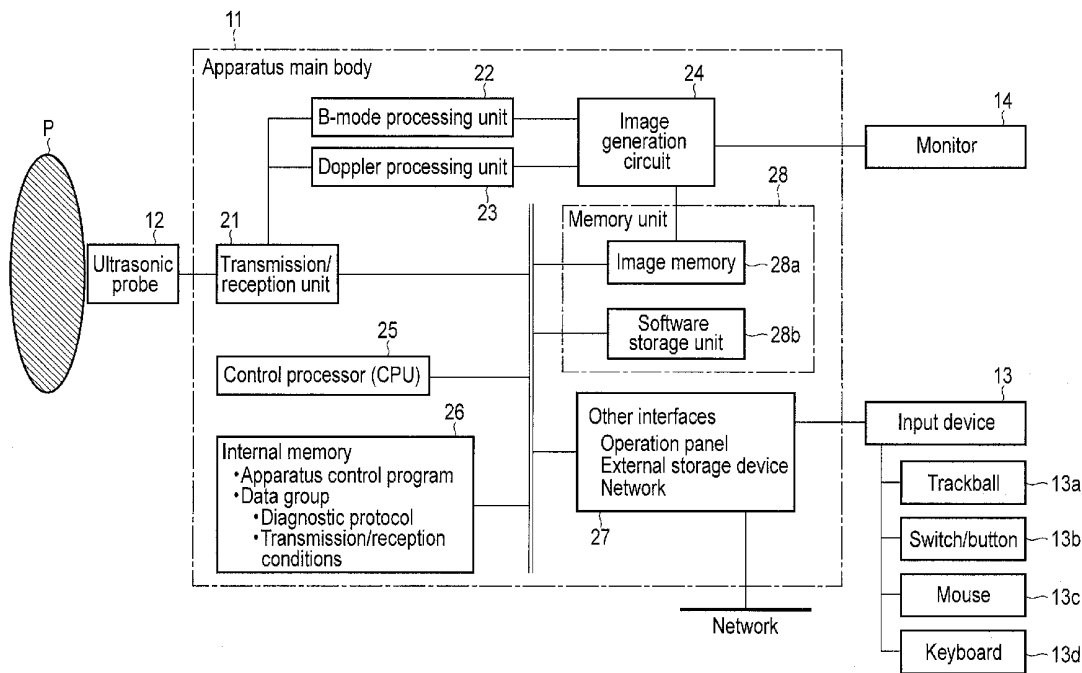 11
Apparatus main body
22
B-mode processing unit
24
Image
generation
circuit
14
Monitor
P
Doppler processing unit
23
28
Memory unit
12
Ultrasonic
probe
21
Transmission/
reception unit
Image memory
28a
Software
storage unit
28b
25
Control processor (CPU)
13
Input device
26
Internal memory
•Apparatus control program
•Data group
•Diagnostic protocol
•Transmission/reception
conditions
Other interfaces
Operation panel
External storage device
Network
27
Trackball
13a
Switch/button
13b
Mouse
13c
Keyboard
13d
Network